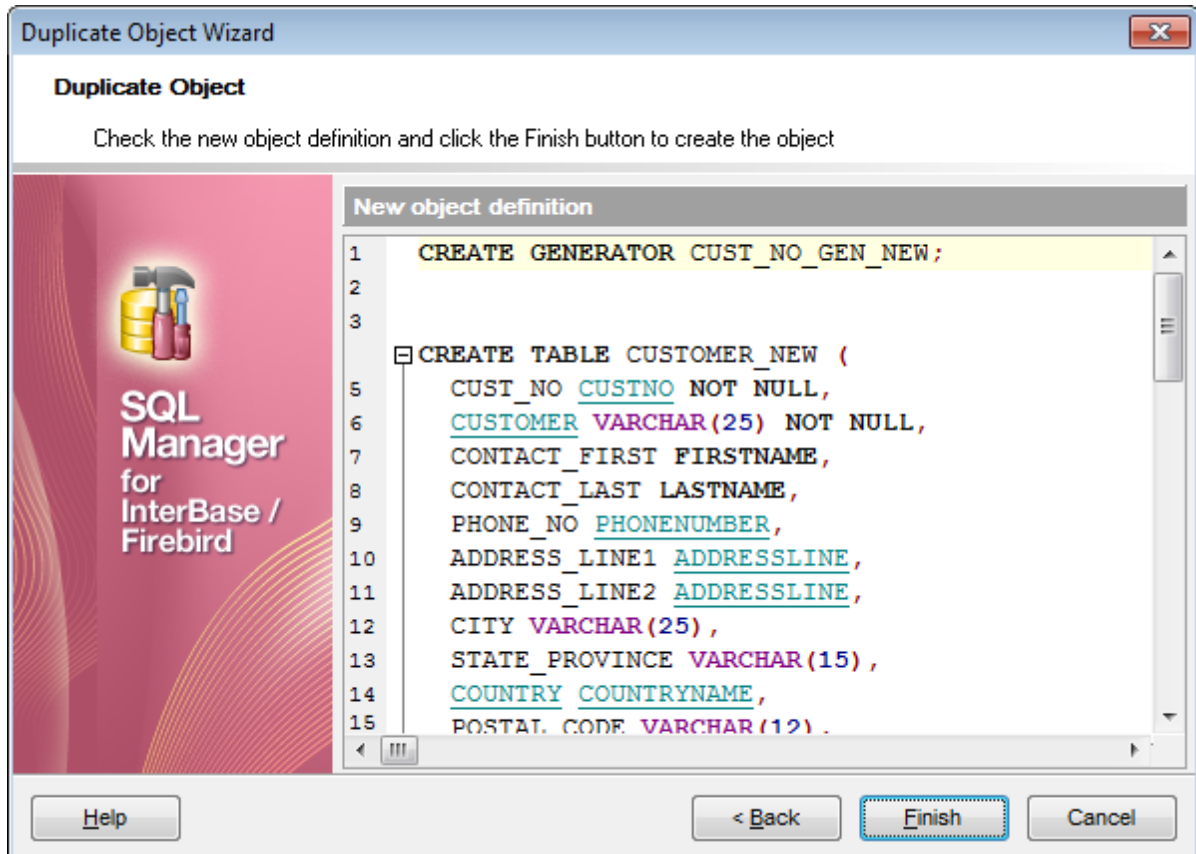 Duplicate Object Wizard
Duplicate Object
Check the new object definition and click the Finish button to create the object
SQL
Manager
for
InterBase /
Firebird
New object definition
1 CREATE GENERATOR CUST_NO_GEN_NEW;
2
3
CREATE TABLE CUSTOMER_NEW (
5 CUST_NO CUSTNO NOT NULL,
6 CUSTOMER VARCHAR(25) NOT NULL,
7 CONTACT_FIRST FIRSTNAME,
8 CONTACT_LAST LASTNAME,
9 PHONE_NO PHONENUMBER,
10 ADDRESS_LINE1 ADDRESSLINE,
11 ADDRESS_LINE2 ADDRESSLINE,
12 CITY VARCHAR(25),
13 STATE_PROVINCE VARCHAR(15),
14 COUNTRY COUNTRYNAME,
15 POSTAL_CODE VARCHAR(12),
Help
< Back
Finish
Cancel